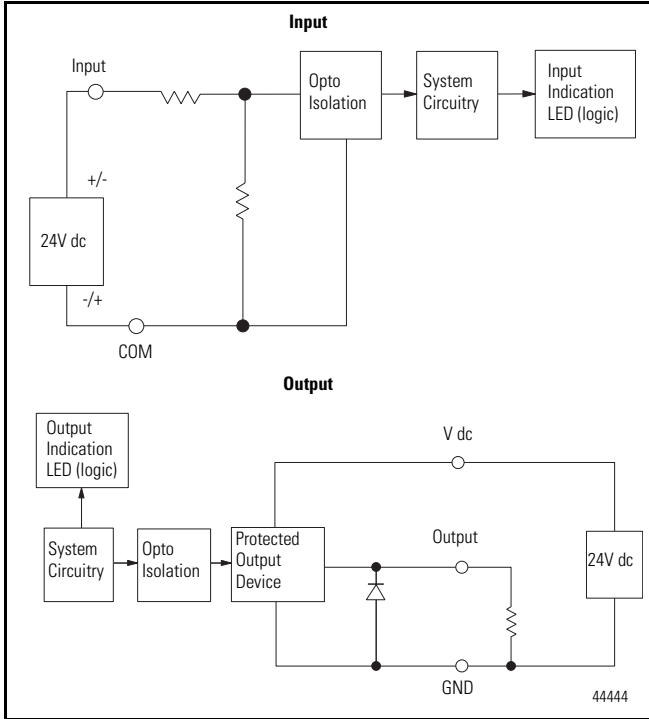 Input
Input
Opto
Isolation
System
Circuitry
Input
Indication
LED (logic)
+/-
24V dc
-/+
COM
Output
Output
Indication
LED (logic)
V dc
System
Circuitry
Opto
Isolation
Protected
Output
Device
Output
24V dc
GND
44444